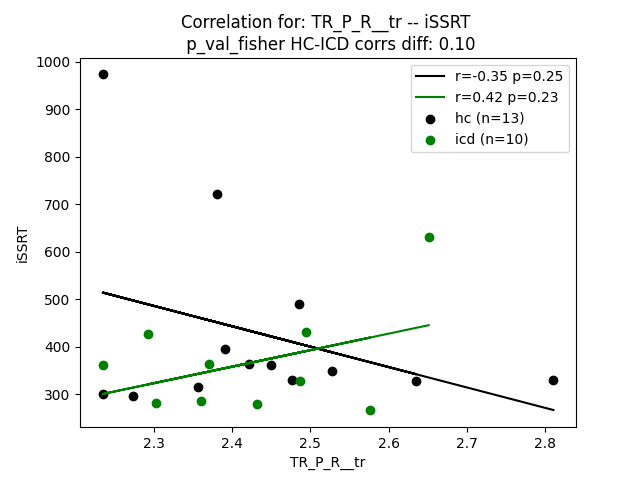 Correlation for: TR_P_R__tr -- iSSRT
p_val_fisher HC-ICD corrs diff: 0.10
r=-0.35 p=0.25
r=0.42 p=0.23
hc (n=13)
icd (n=10)
1000
900
800
700
600
500
400
300
iSSRT
2.3
2.4
2.5
2.6
2.7
2.8
TR_P_R__tr